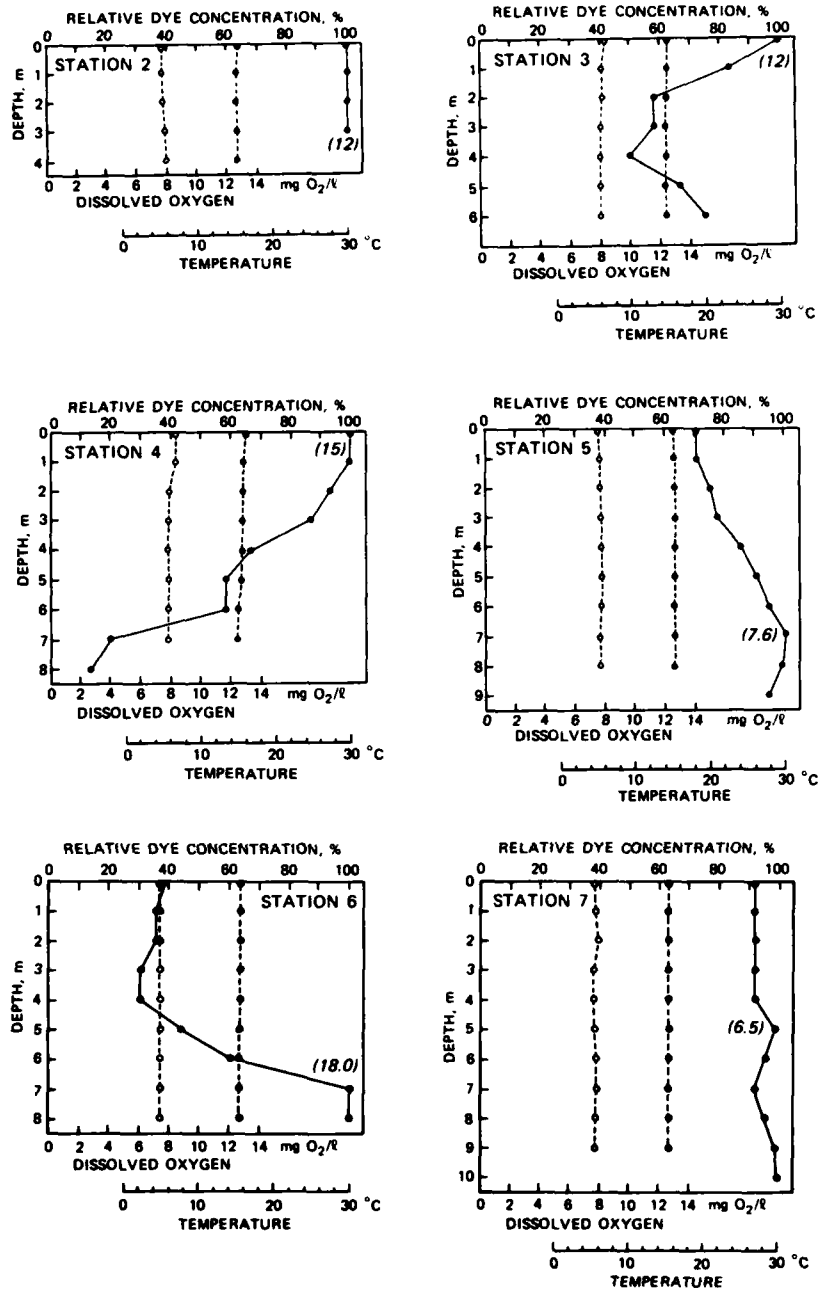 RELATIVE DYE CONCENTRATION, %
0 20 40 60 80 100
STATION 2
DEPTH, m
0
1
2
3
4
(12)
0 2 4 6 8 10 12 14 mg O2/ℓ
DISSOLVED OXYGEN
0 10 20 30 °C
TEMPERATURE
RELATIVE DYE CONCENTRATION, %
0 20 40 60 80 100
STATION 3
DEPTH, m
0
1
2
3
4
5
6
(12)
0 2 4 6 8 10 12 14 mg O2/ℓ
DISSOLVED OXYGEN
0 10 20 30 °C
TEMPERATURE
RELATIVE DYE CONCENTRATION, %
0 20 40 60 80 100
STATION 4
DEPTH, m
0
1
2
3
4
5
6
7
8
(15)
0 2 4 6 8 10 12 14 mg O2/ℓ
DISSOLVED OXYGEN
0 10 20 30 °C
TEMPERATURE
RELATIVE DYE CONCENTRATION, %
0 20 40 60 80 100
STATION 5
DEPTH, m
0
1
2
3
4
5
6
7
8
9
(7.6)
0 2 4 6 8 10 12 14 mg O2/ℓ
DISSOLVED OXYGEN
0 10 20 30 °C
TEMPERATURE
RELATIVE DYE CONCENTRATION, %
0 20 40 60 80 100
STATION 6
DEPTH, m
0
1
2
3
4
5
6
7
8
(18.0)
0 2 4 6 8 10 12 14 mg O2/ℓ
DISSOLVED OXYGEN
0 10 20 30 °C
TEMPERATURE
RELATIVE DYE CONCENTRATION, %
0 20 40 60 80 100
STATION 7
DEPTH, m
0
1
2
3
4
5
6
7
8
9
10
(6.5)
0 2 4 6 8 10 12 14 mg O2/ℓ
DISSOLVED OXYGEN
0 10 20 30 °C
TEMPERATURE